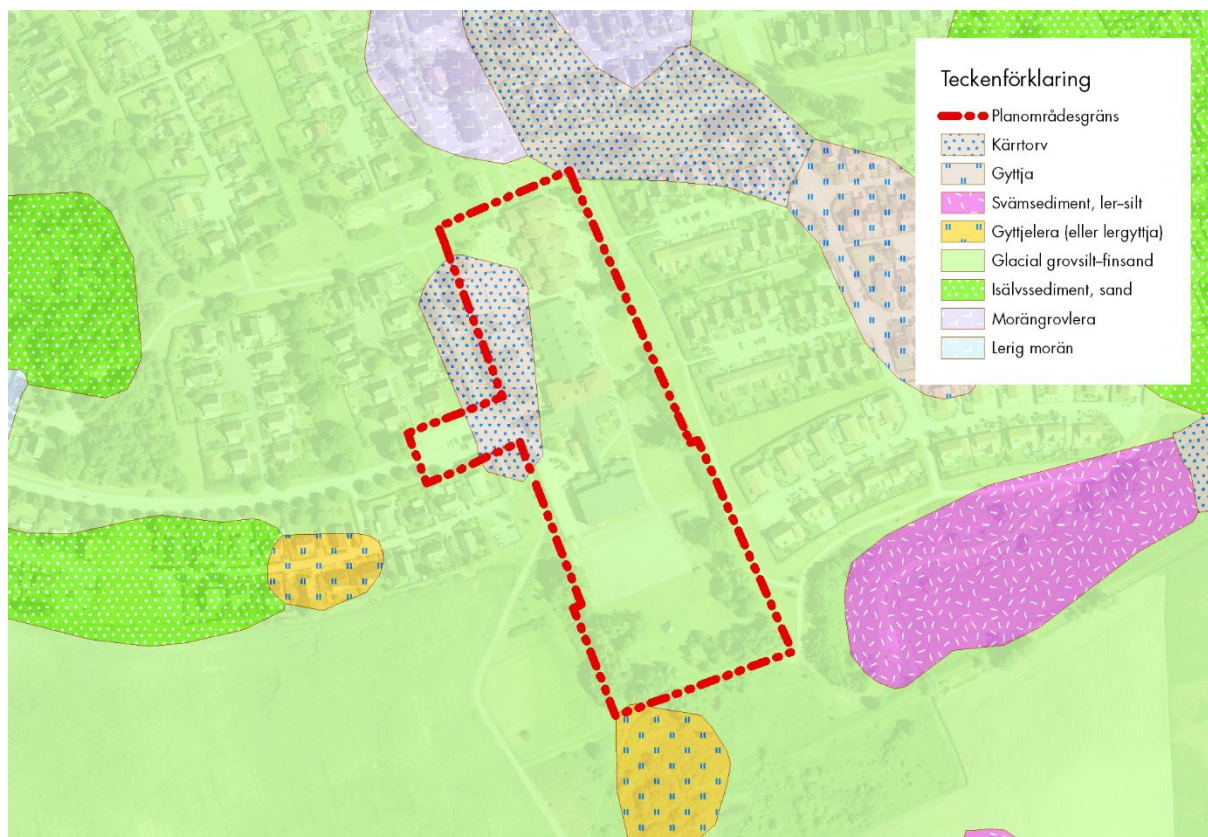 Teckenförklaring
Planområdesgräns
Kärrtorv
Gyttja
Svämsediment, ler–silt
Gyttjelera (eller lergyttja)
Glacial grovsilt–finsand
Isälvssediment, sand
Morängrovlera
Lerig morän